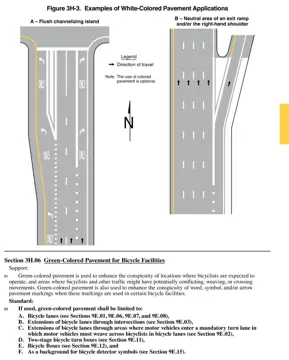 Figure 3H-3.  Examples of White-Colored Pavement Applications
A – Flush channelizing island
B – Neutral area of an exit ramp
and/or the right-hand shoulder
Legend
→ Direction of travel
Note: The use of colored
pavement is optional.
N
Section 3H.06  Green-Colored Pavement for Bicycle Facilities
Support:
Green-colored pavement is used to enhance the conspicuity of locations where bicyclists are expected to
operate, and areas where bicyclists and other traffic might have potentially conflicting, weaving, or crossing
movements. Green-colored pavement is also used to enhance the conspicuity of word, symbol, and/or arrow
pavement markings when these markings are used in certain bicycle facilities.
Standard:
If used, green-colored pavement shall be limited to:
A. Bicycle lanes (see Sections 9E.01, 9E.06, 9E.07, and 9E.08),
B. Extensions of bicycle lanes through intersections (see Section 9E.03),
C. Extensions of bicycle lanes through areas where motor vehicles enter a mandatory turn lane in
which motor vehicles must weave across bicyclists in bicycle lanes (see Section 9E.02),
D. Two-stage bicycle turn boxes (see Section 9E.11),
E. Bicycle Boxes (see Section 9E.12), and
F. As a background for bicycle detector symbols (see Section 9E.15).